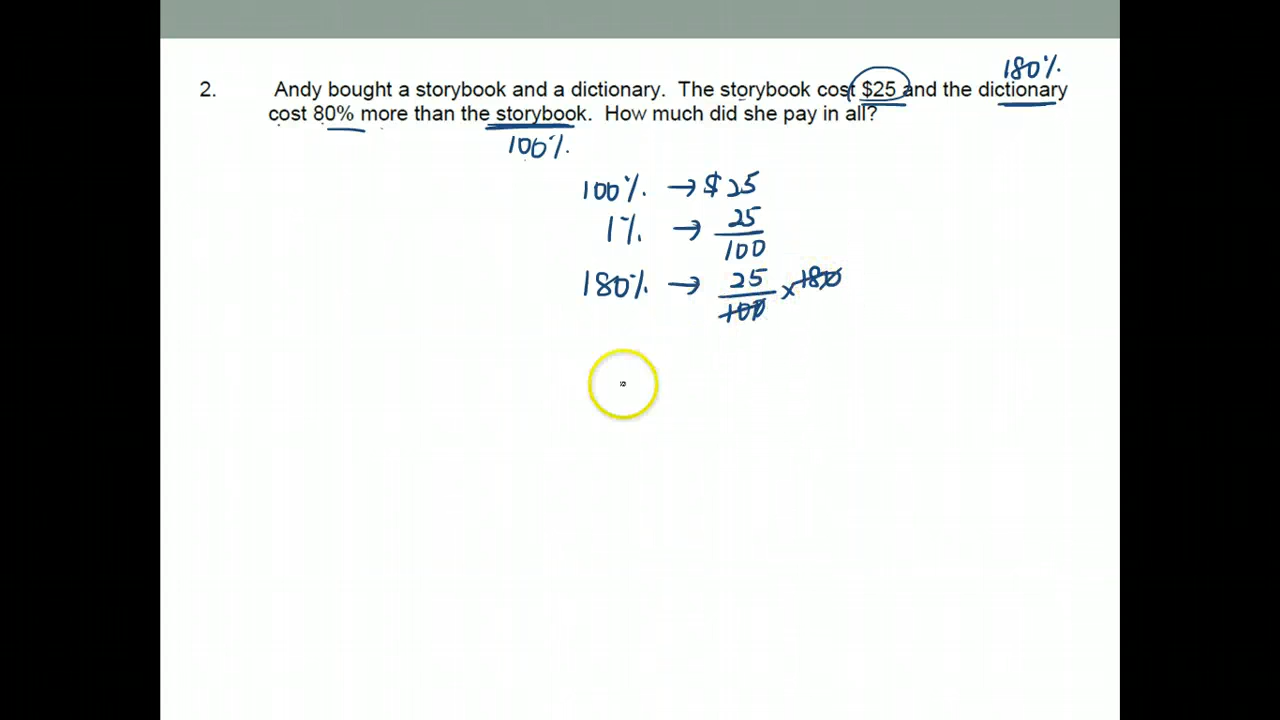 180%
2. Andy bought a storybook and a dictionary. The storybook cost $25 and the dictionary
cost 80% more than the storybook. How much did she pay in all?
100%.
100% → $25
1% → 25/100
180% → 25/100 × 180